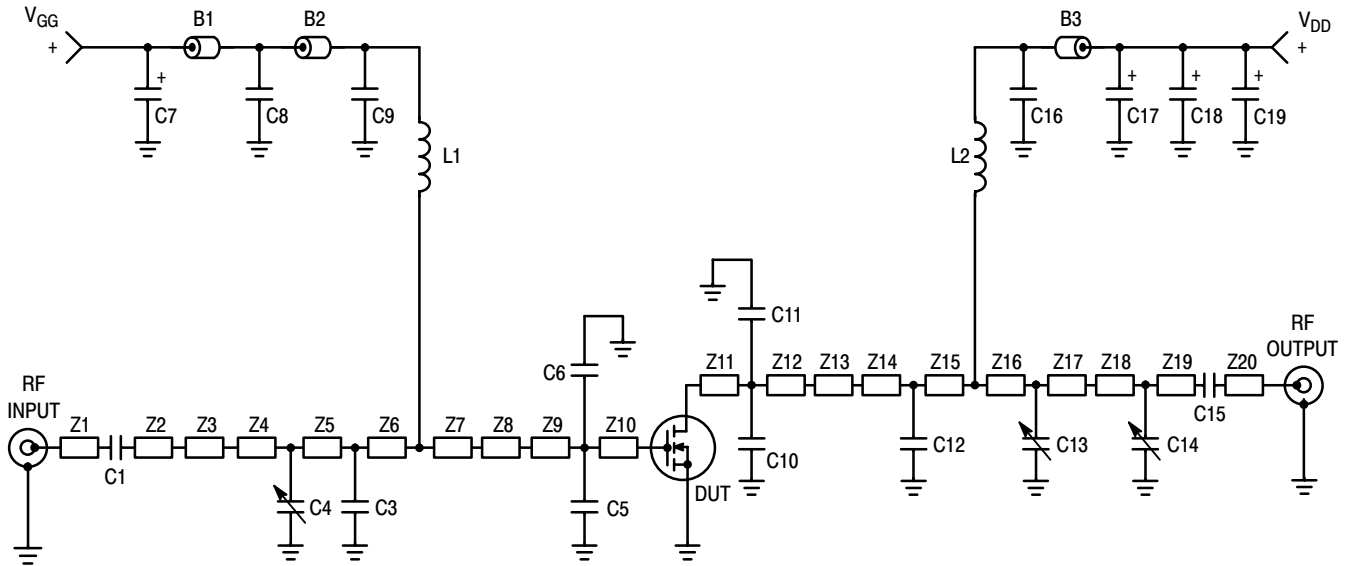 VGG
+
B1
B2
B3
VDD
+
+
C7
C8
C9
C16
+
C17
+
C18
+
C19
L1
L2
C11
RF
INPUT
C6
Z11
Z12
Z13
Z14
Z15
Z16
Z17
Z18
Z19
Z20
RF
OUTPUT
C15
Z1
C1
Z2
Z3
Z4
Z5
Z6
Z7
Z8
Z9
Z10
C10
C12
C13
C14
DUT
C4
C3
C5